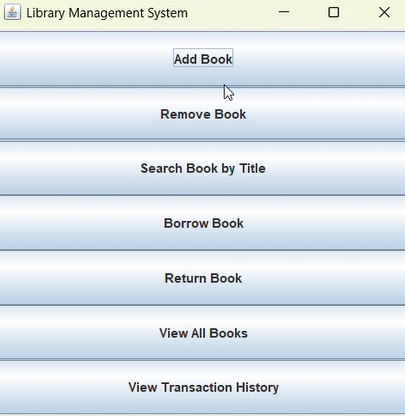 Library Management System
Add Book
Remove Book
Search Book by Title
Borrow Book
Return Book
View All Books
View Transaction History